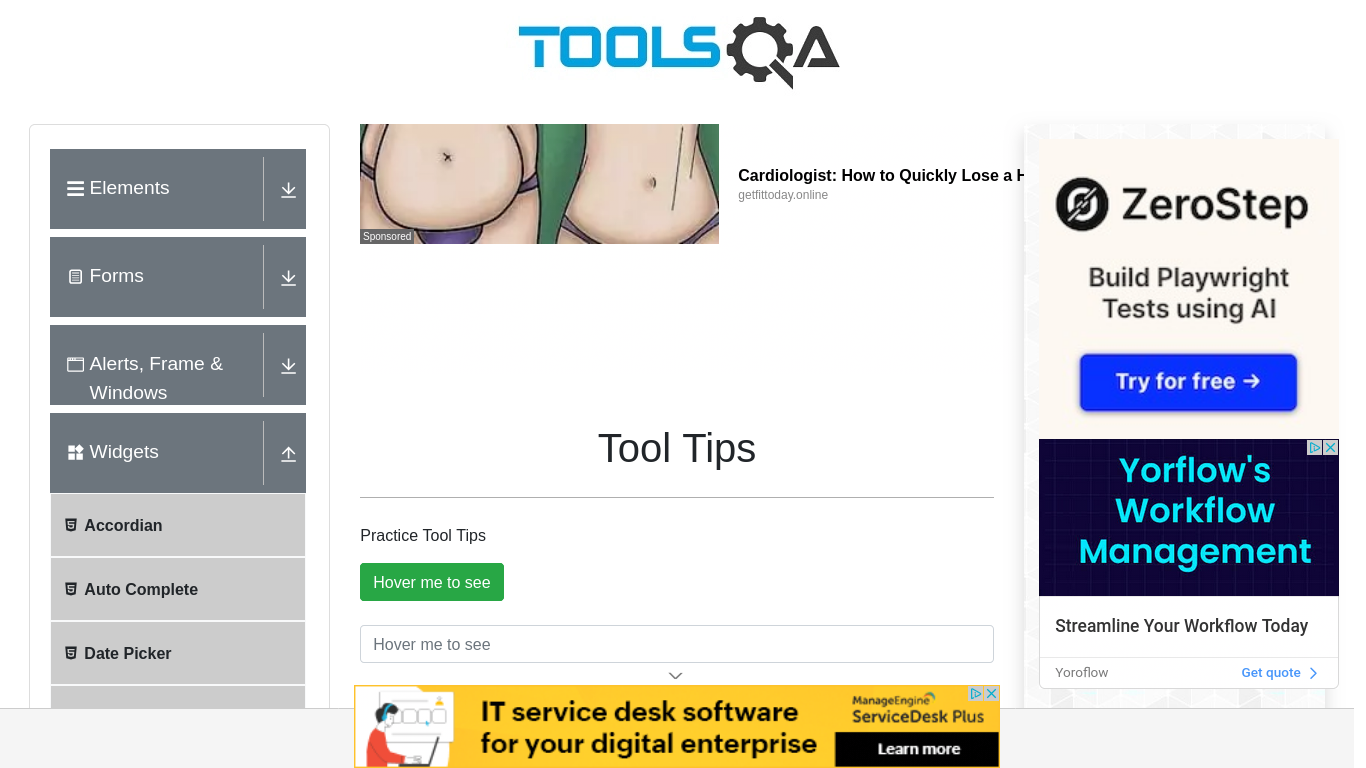 TOOLSQA
Elements
Forms
Alerts, Frame &
Windows
Widgets
Accordian
Auto Complete
Date Picker
Sponsored
Cardiologist: How to Quickly Lose a H
getfittoday.online
Tool Tips
Practice Tool Tips
Hover me to see
Hover me to see
ZeroStep
Build Playwright
Tests using AI
Try for free →
Yorflow's
Workflow
Management
Streamline Your Workflow Today
Yoroflow
Get quote
IT service desk software
for your digital enterprise
ManageEngine
ServiceDesk Plus
Learn more